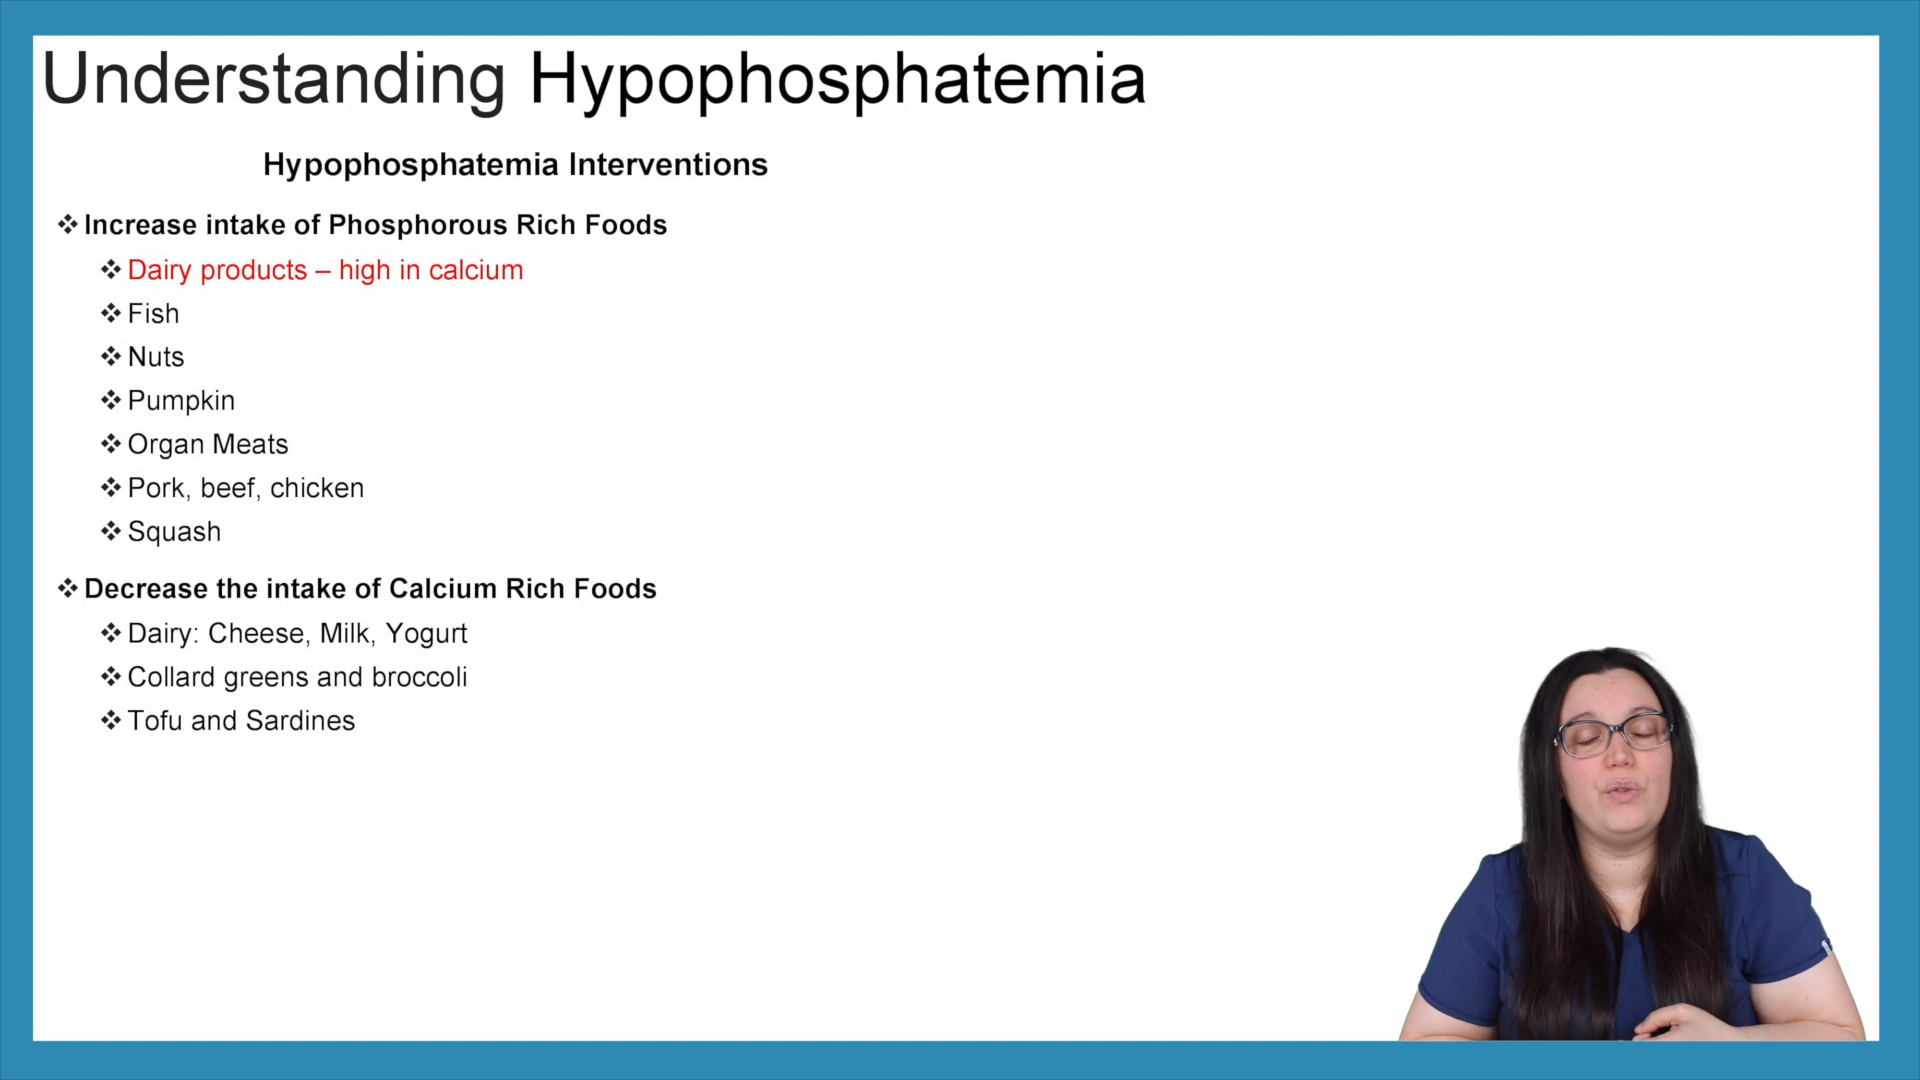 Understanding Hypophosphatemia
Hypophosphatemia Interventions
❖ Increase intake of Phosphorous Rich Foods
❖ Dairy products – high in calcium
❖ Fish
❖ Nuts
❖ Pumpkin
❖ Organ Meats
❖ Pork, beef, chicken
❖ Squash
❖ Decrease the intake of Calcium Rich Foods
❖ Dairy: Cheese, Milk, Yogurt
❖ Collard greens and broccoli
❖ Tofu and Sardines